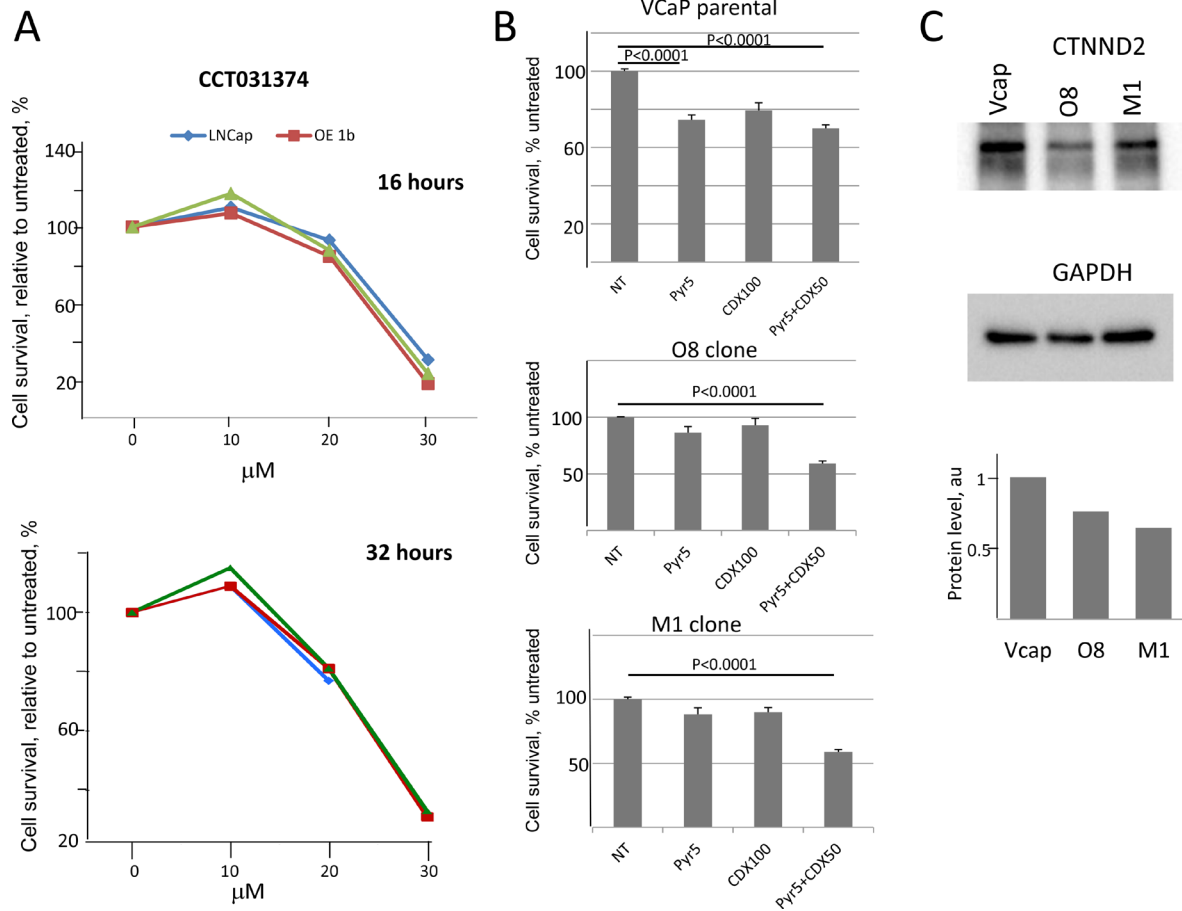 A
CCT031374
LNCap
OE 1b
Cell survival, relative to untreated, %
140
100
60
20
16 hours
0
10
20
30
μM
Cell survival, relative to untreated, %
100
60
20
32 hours
0
10
20
30
μM
B
VCaP parental
P<0.0001
P<0.0001
Cell survival, % untreated
100
60
20
NT
Pyr5
CDX100
Pyr5+CDX50
O8 clone
P<0.0001
Cell survival, % untreated
100
50
NT
Pyr5
CDX100
Pyr5+CDX50
M1 clone
P<0.0001
Cell survival, % untreated
100
50
NT
Pyr5
CDX100
Pyr5+CDX50
C
CTNND2
Vcap
O8
M1
GAPDH
Protein level, au
1
0.5
Vcap
O8
M1